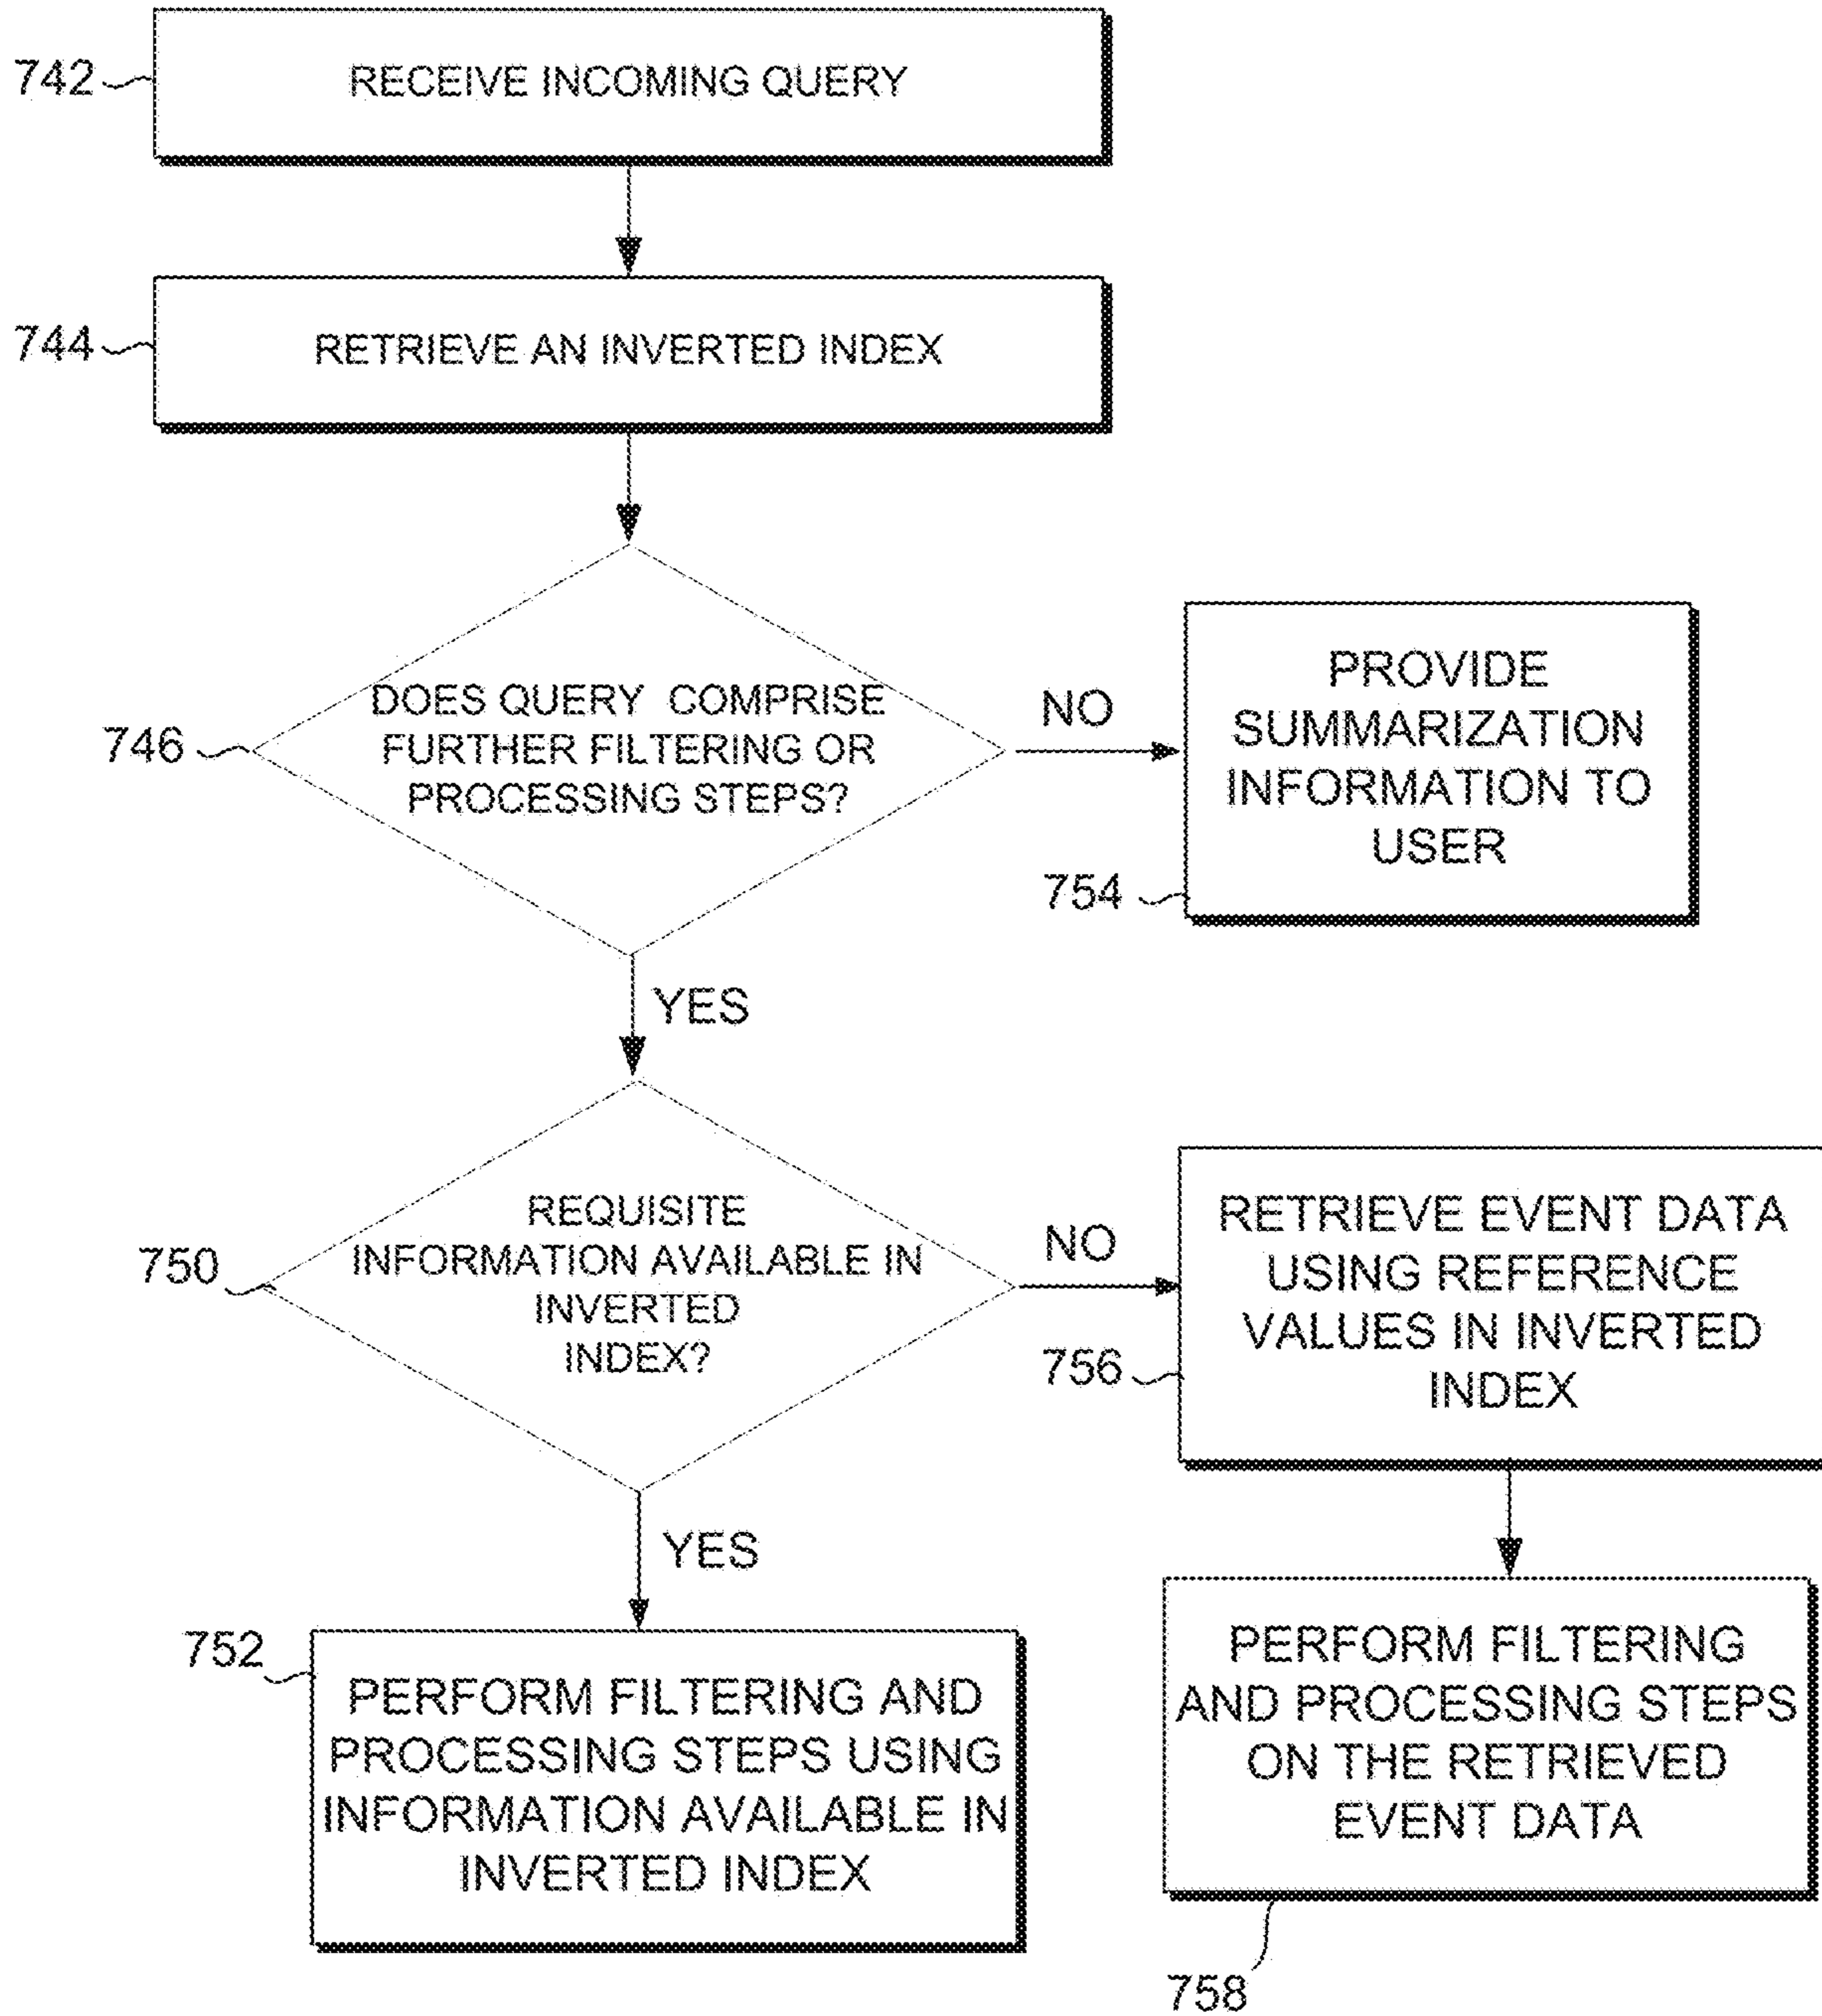 742
RECEIVE INCOMING QUERY
744
RETRIEVE AN INVERTED INDEX
746
DOES QUERY COMPRISE
FURTHER FILTERING OR
PROCESSING STEPS?
NO
PROVIDE
SUMMARIZATION
INFORMATION TO
USER
754
YES
750
REQUISITE
INFORMATION AVAILABLE IN
INVERTED
INDEX?
NO
RETRIEVE EVENT DATA
USING REFERENCE
VALUES IN INVERTED
INDEX
756
YES
752
PERFORM FILTERING AND
PROCESSING STEPS USING
INFORMATION AVAILABLE IN
INVERTED INDEX
PERFORM FILTERING
AND PROCESSING STEPS
ON THE RETRIEVED
EVENT DATA
758